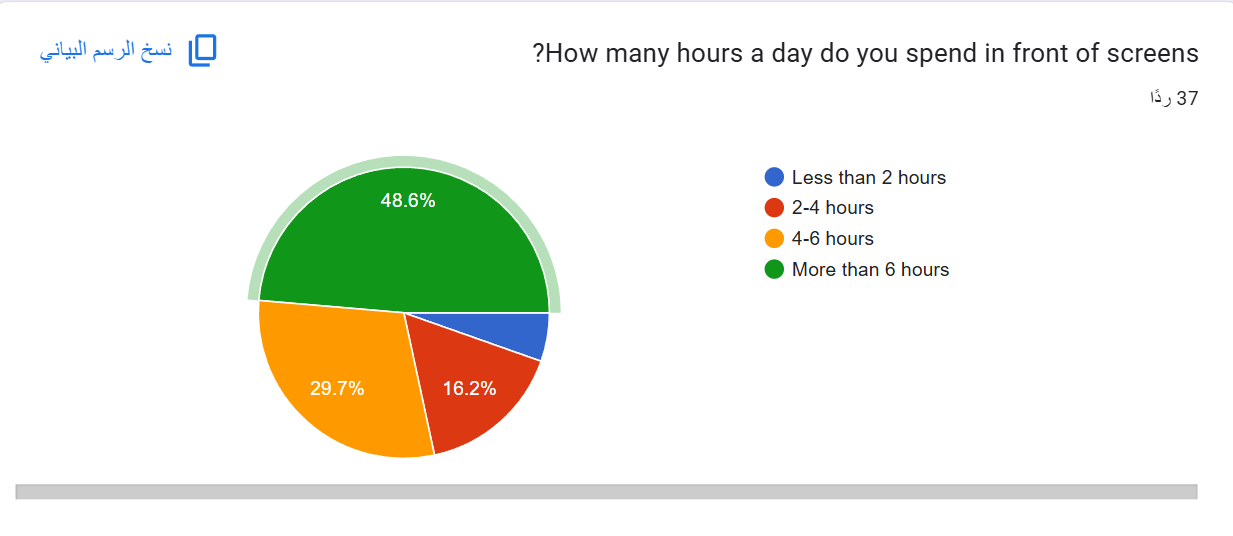 ?How many hours a day do you spend in front of screens
نسخ الرسم البياني
37 ردًا
Less than 2 hours
2-4 hours
4-6 hours
More than 6 hours
48.6%
29.7%
16.2%